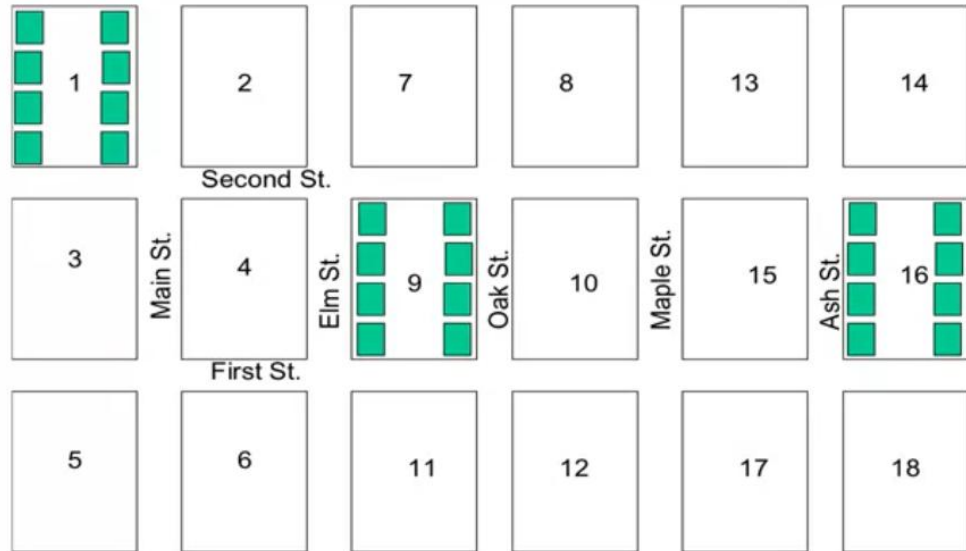 1
2
7
8
13
14
Second St.
3
Main St.
4
Elm St.
9
Oak St.
10
Maple St.
15
Ash St.
16
First St.
5
6
11
12
17
18